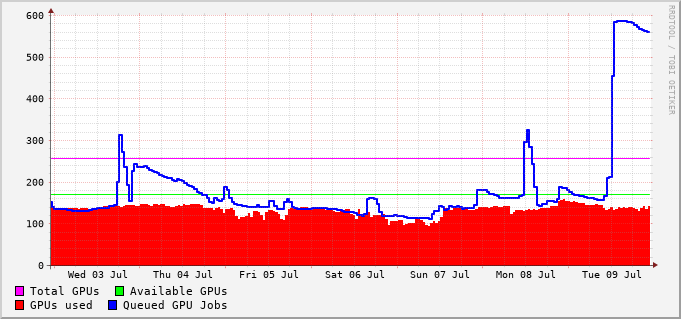 RRDTOOL / TOBI OETIKER
600
500
400
300
200
100
0
Wed 03 Jul Thu 04 Jul Fri 05 Jul Sat 06 Jul Sun 07 Jul Mon 08 Jul Tue 09 Jul
Total GPUs Available GPUs
GPUs used Queued GPU Jobs